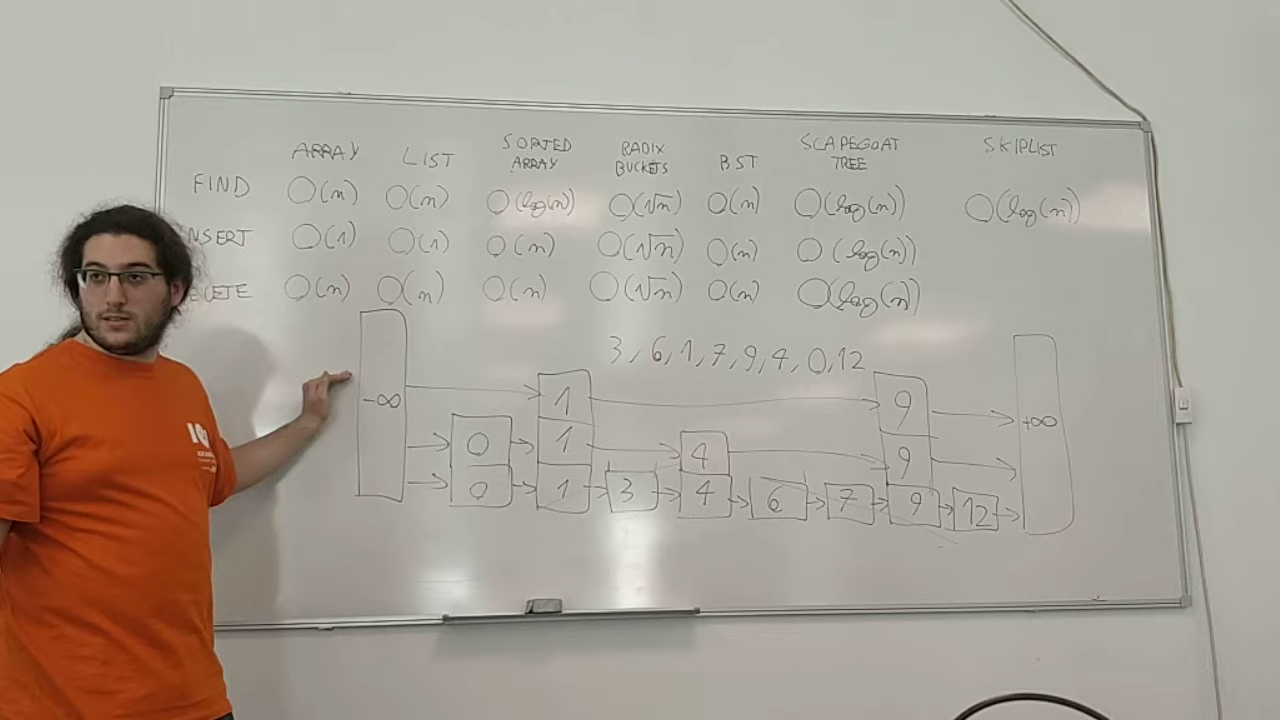 ARRAY LIST SORTED ARRAY RADIX BUCKETS BST SCAPEGOAT TREE SKIPLIST
FIND O(n) O(n) O(log(n)) O(√n) O(n) O(log(n)) O(log(n))
NSERT O(1) O(1) O(n) O(√n) O(n) O(log(n))
ELETE O(n) O(n) O(n) O(√n) O(n) O(log(n))
3, 6, 1, 7, 9, 4, 0, 12
-∞ 1 9 +∞
0 1 4 9
0 1 3 4 6 7 9 12